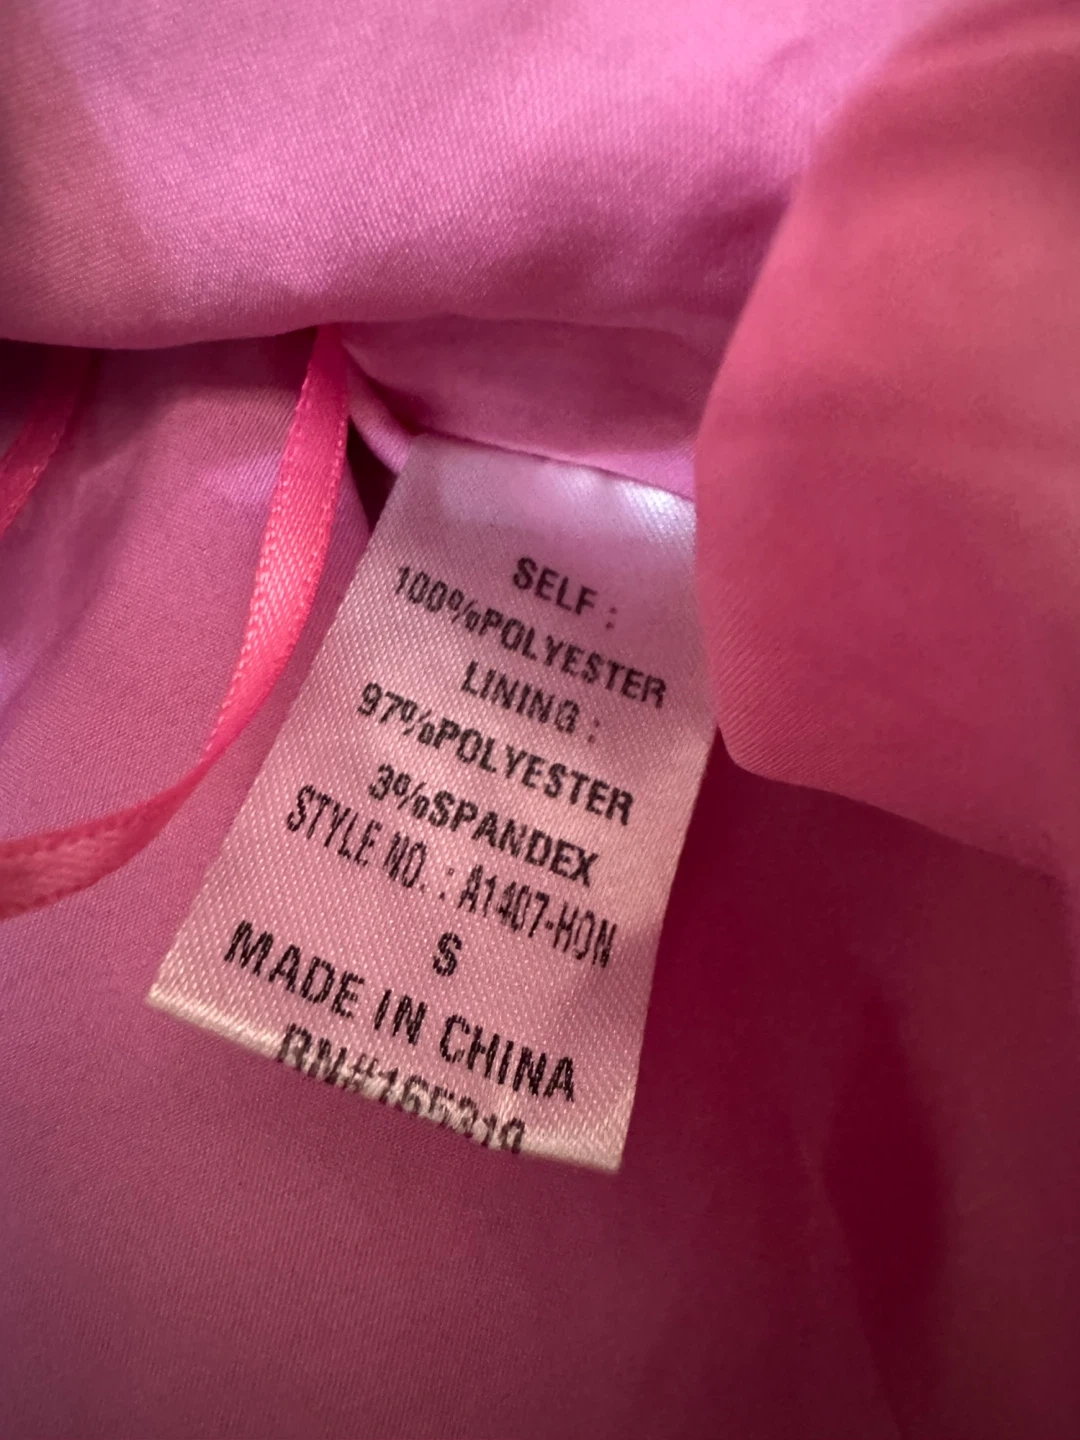 SELF :
100%POLYESTER
LINING :
97%POLYESTER
3%SPANDEX
STYLE NO. : A1407-HON
S
MADE IN CHINA